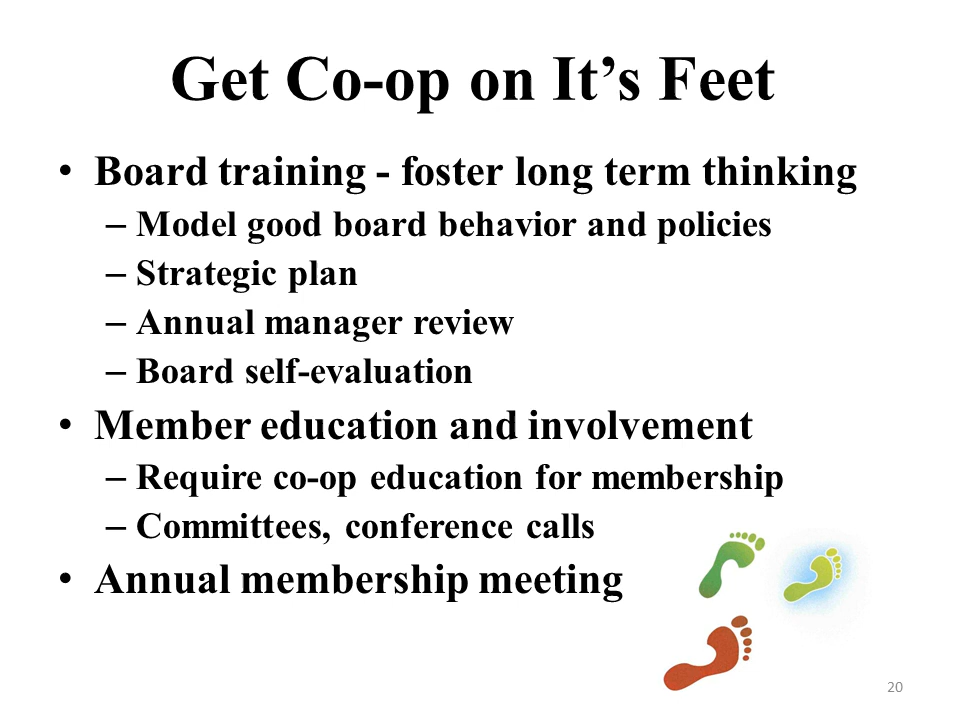 Get Co-op on It’s Feet
• Board training - foster long term thinking
– Model good board behavior and policies
– Strategic plan
– Annual manager review
– Board self-evaluation
• Member education and involvement
– Require co-op education for membership
– Committees, conference calls
• Annual membership meeting
20